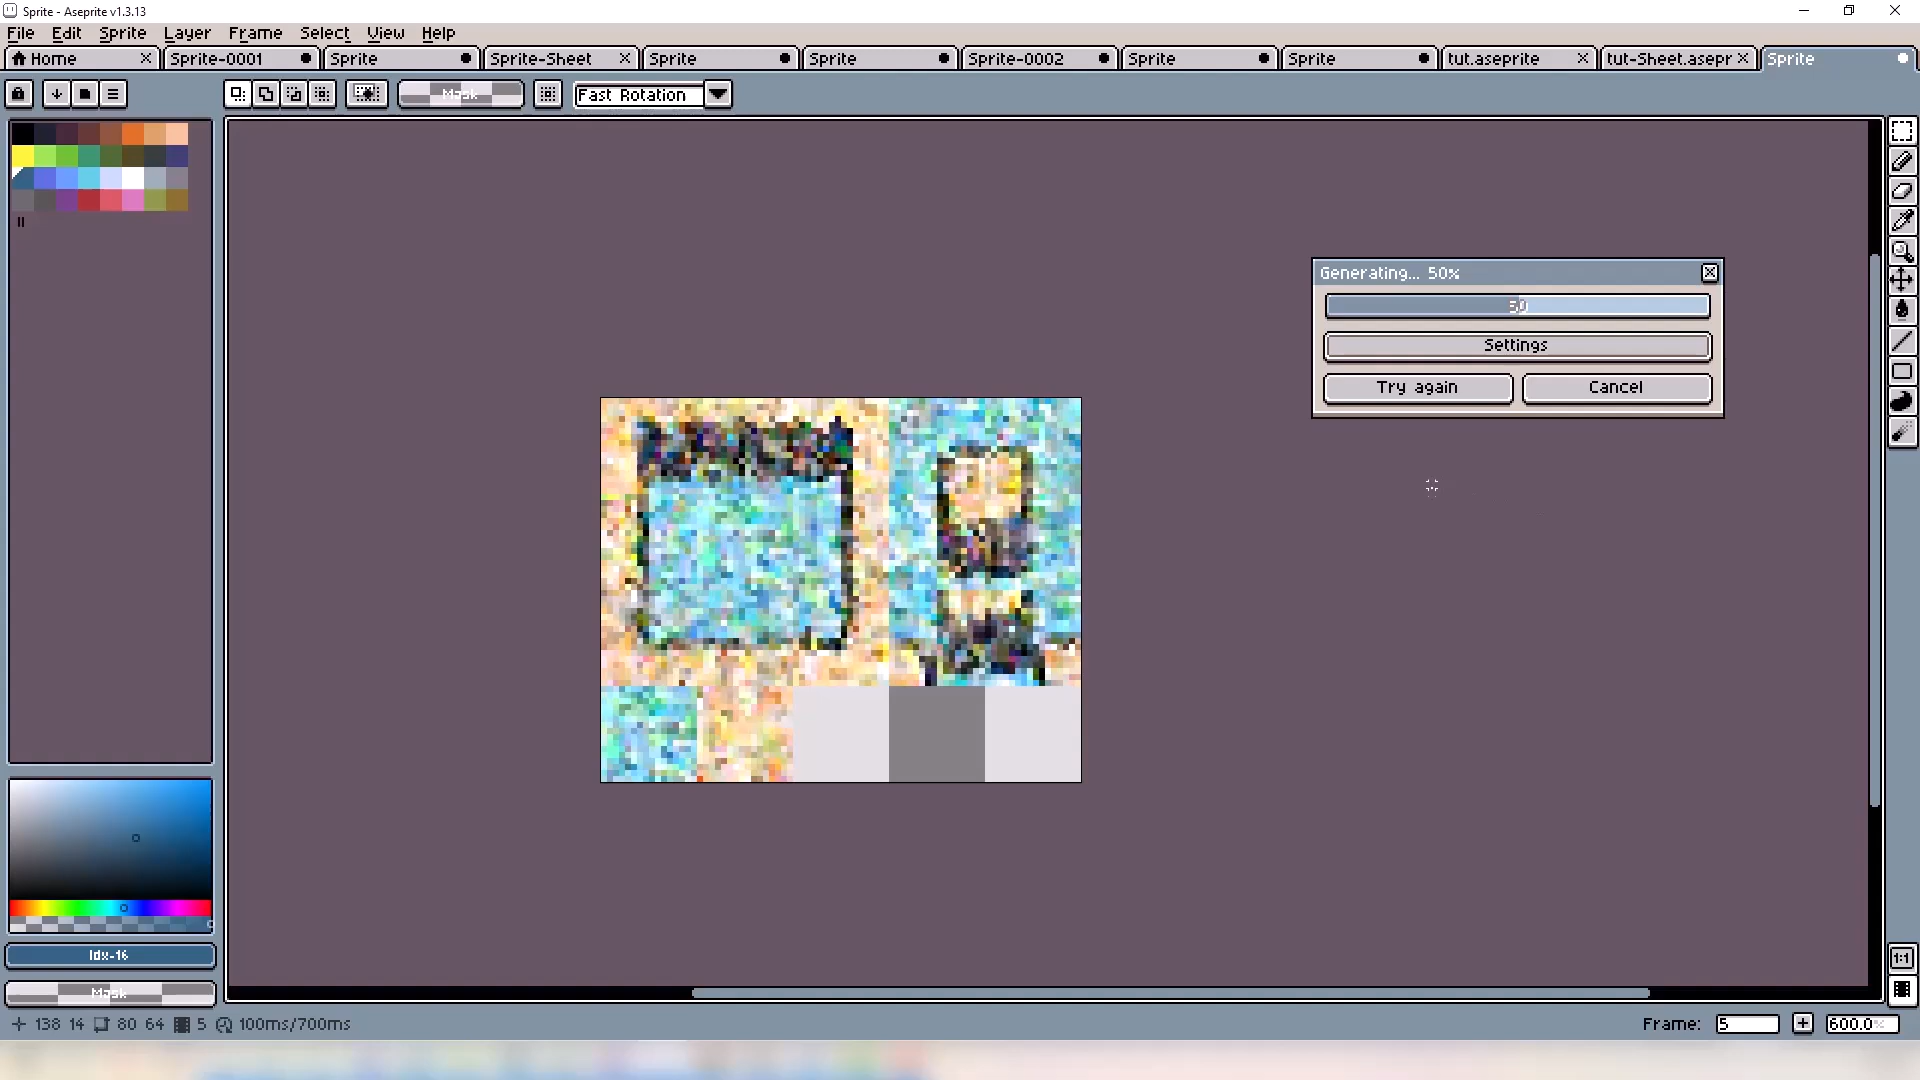 Sprite - Aseprite v1.3.13
File Edit Sprite Layer Frame Select View Help
Home Sprite-0001 Sprite Sprite-Sheet Sprite Sprite Sprite-0002 Sprite Sprite tut.aseprite tut-Sheet.asepr Sprite
Mask Fast Rotation
Generating... 50%
50
Settings
Try again Cancel
Idx-16
Mask
138 14 80 64 5 100ms/700ms
Frame: 5 600.0%
1:1